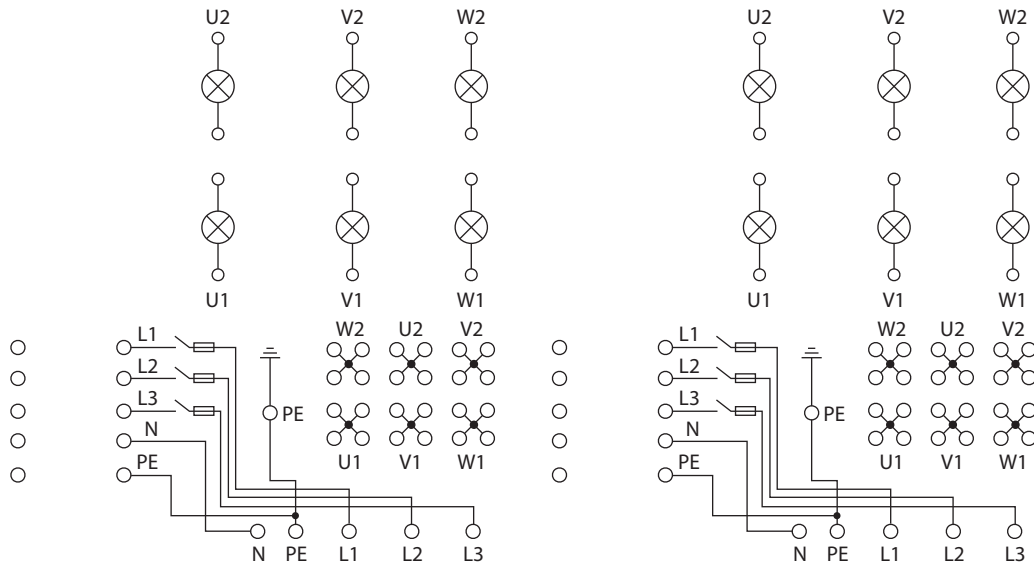 U2 V2 W2 U2 V2 W2
U1 V1 W1 U1 V1 W1
L1 W2 U2 V2 L1 W2 U2 V2
L2 L2
L3 PE L3 PE
N N
PE U1 V1 W1 PE U1 V1 W1
N PE L1 L2 L3 N PE L1 L2 L3